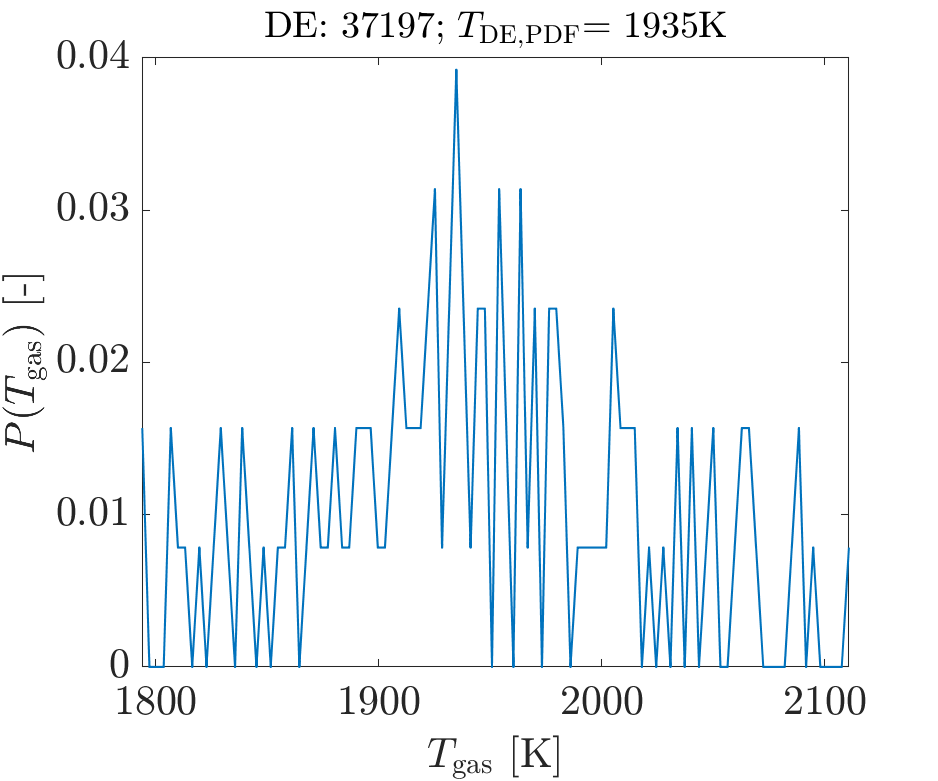 DE: 37197; T_DE,PDF= 1935K
0.04
0.03
0.02
0.01
0
P(T_gas) [-]
1800 1900 2000 2100
T_gas [K]